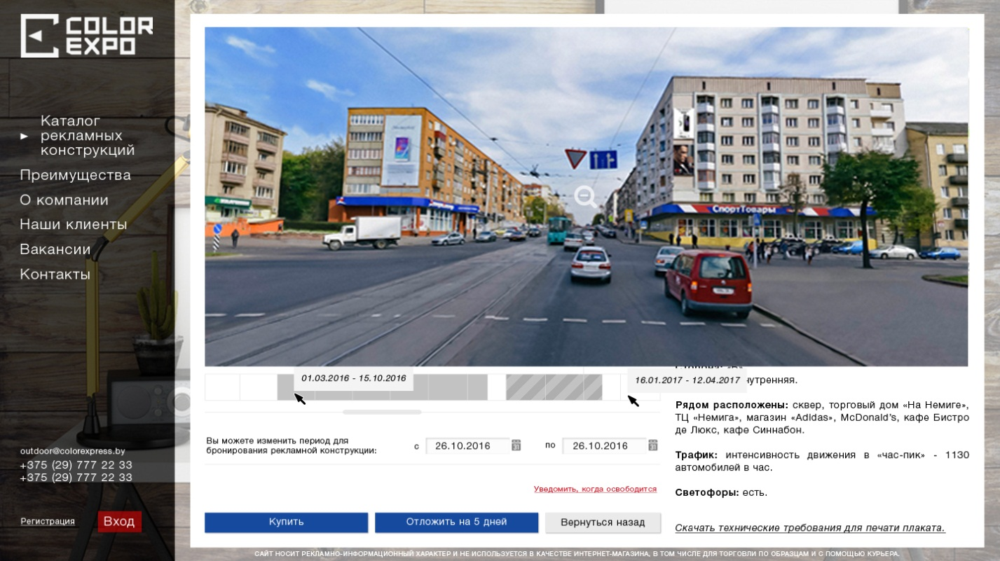 COLOR
EXPO
Каталог
рекламных
конструкций
Преимущества
О компании
Наши клиенты
Вакансии
Контакты
outdoor@colorexpress.by
+375 (29) 777 22 33
+375 (29) 777 22 33
Регистрация
Вход
СпортТовары
01.03.2016 - 15.10.2016
16.01.2017 - 12.04.2017
Вы можете изменить период для
бронирования рекламной конструкции:
с
26.10.2016
31
по
26.10.2016
31
Уведомить, когда освободится
Купить
Отложить на 5 дней
Вернуться назад
Рядом расположены: сквер, торговый дом «На Немиге»,
ТЦ «Немига», магазин «Adidas», McDonald's, кафе Бистро
де Люкс, кафе Синнабон.
Трафик: интенсивность движения в «час-пик» - 1130
автомобилей в час.
Светофоры: есть.
Скачать технические требования для печати плаката.
САЙТ НОСИТ РЕКЛАМНО-ИНФОРМАЦИОННЫЙ ХАРАКТЕР И НЕ ИСПОЛЬЗУЕТСЯ В КАЧЕСТВЕ ИНТЕРНЕТ-МАГАЗИНА, В ТОМ ЧИСЛЕ ДЛЯ ТОРГОВЛИ ПО ОБРАЗЦАМ И С ПОМОЩЬЮ КУРЬЕРА.